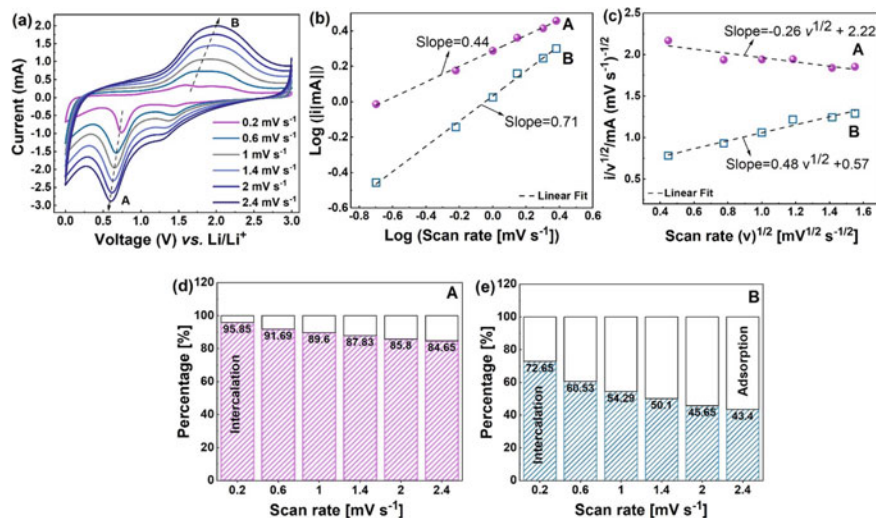 (a)
B
A
Current (mA)
2.0
1.5
1.0
0.5
0.0
-0.5
-1.0
-1.5
-2.0
-2.5
-3.0
0.2 mV s⁻¹
0.6 mV s⁻¹
1 mV s⁻¹
1.4 mV s⁻¹
2 mV s⁻¹
2.4 mV s⁻¹
0.0 0.5 1.0 1.5 2.0 2.5 3.0
Voltage (V) vs. Li/Li⁺
(b)
A
B
Slope=0.44
Slope=0.71
Linear Fit
Log (|i[mA||)
0.4
0.2
0.0
-0.2
-0.4
-0.6
-0.8 -0.6 -0.4 -0.2 0.0 0.2 0.4 0.6
Log (Scan rate [mV s⁻¹])
(c)
Slope=-0.26 v^1/2 + 2.22
A
B
Slope=0.48 v^1/2 +0.57
Linear Fit
i/v^1/2/mA (mV s⁻¹)^-1/2
2.5
2.0
1.5
1.0
0.5
0.4 0.6 0.8 1.0 1.2 1.4 1.6
Scan rate (v)^1/2 [mV^1/2 s^-1/2]
(d)
A
Percentage [%]
120
100
80
60
40
20
0
95.85 91.69 89.6 87.83 85.8 84.65
Intercalation
0.2 0.6 1 1.4 2 2.4
Scan rate [mV s⁻¹]
(e)
B
Percentage [%]
120
100
80
60
40
20
0
72.65 60.53 54.29 50.1 45.65 43.4
Intercalation
Adsorption
0.2 0.6 1 1.4 2 2.4
Scan rate [mV s⁻¹]